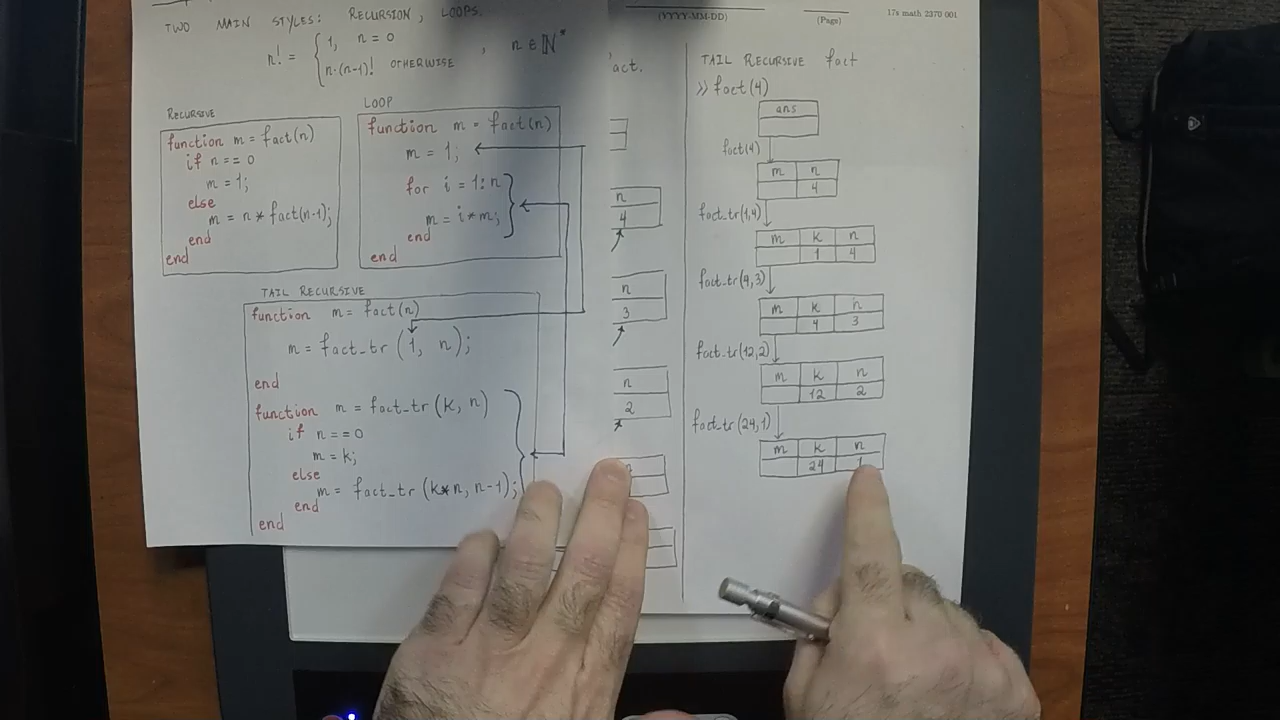 TWO MAIN STYLES: RECURSION, LOOPS.
n! = { 1, n = 0
n·(n-1)! OTHERWISE , n ∈ ℕ*
RECURSIVE
function m = fact(n)
if n == 0
m = 1;
else
m = n * fact(n-1);
end
end
LOOP
function m = fact(n)
m = 1;
for i = 1:n
m = i * m;
end
end
TAIL RECURSIVE
function m = fact(n)
m = fact_tr (1, n);
end
function m = fact_tr (k, n)
if n == 0
m = k;
else
m = fact_tr (k*n, n-1);
end
end
act.
n
4
n
3
n
2
n
(YYYY-MM-DD)
(Page)
17s math 2370 001
TAIL RECURSIVE fact
>> fact(4)
ans
fact(4)
m n
4
fact_tr(1,4)
m k n
1 4
fact_tr(4,3)
m k n
4 3
fact_tr(12,2)
m k n
12 2
fact_tr(24,1)
m k n
24 1